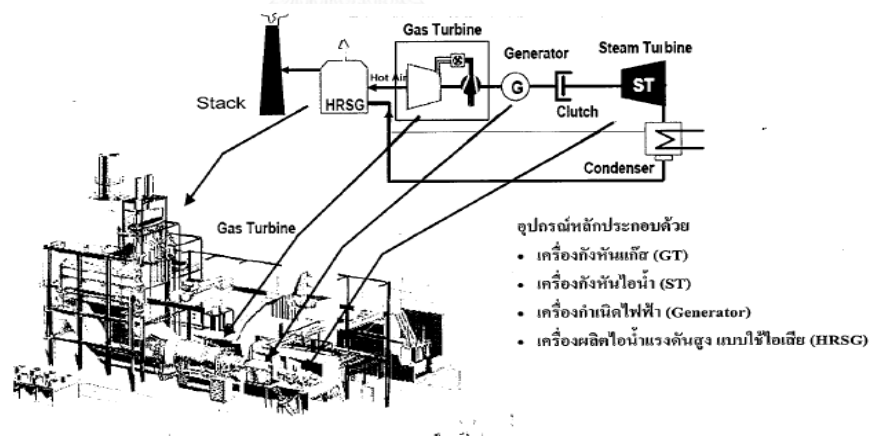 Gas Turbine
Generator
Steam Turbine
Hot Air
Stack
HRSG
G
ST
Clutch
Condenser
Gas Turbine
อุปกรณ์หลักประกอบด้วย
• เครื่องกังหันแก๊ส (GT)
• เครื่องกังหันไอน้ำ (ST)
• เครื่องกำเนิดไฟฟ้า (Generator)
• เครื่องผลิตไอน้ำแรงดันสูง แบบใช้ไอเสีย (HRSG)